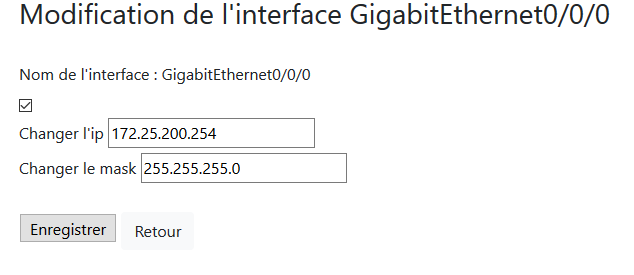 Modification de l'interface GigabitEthernet0/0/0
Nom de l'interface : GigabitEthernet0/0/0
Changer l'ip 172.25.200.254
Changer le mask 255.255.255.0
Enregistrer Retour